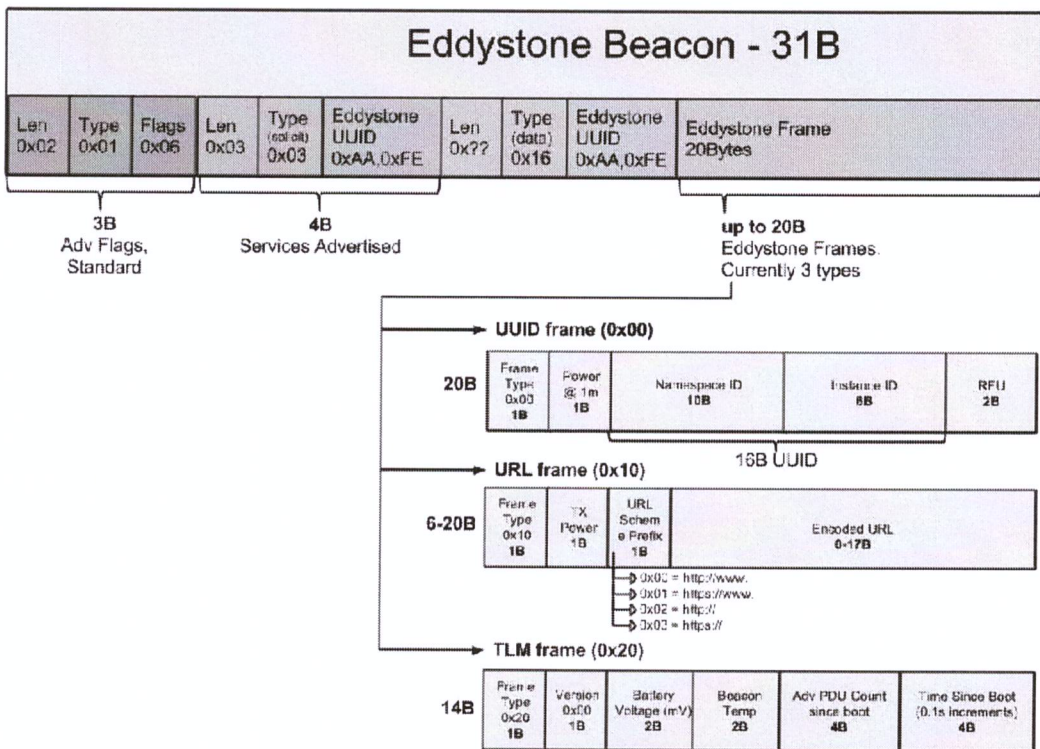 Eddystone Beacon - 31B
Len
0x02
Type
0x01
Flags
0x06
Len
0x03
Type
(solicit)
0x03
Eddystone
UUID
0xAA,0xFE
Len
0x??
Type
(data)
0x16
Eddystone
UUID
0xAA,0xFE
Eddystone Frame
20Bytes
3B
Adv Flags,
Standard
4B
Services Advertised
up to 20B
Eddystone Frames.
Currently 3 types
UUID frame (0x00)
20B
Frame
Type
0x00
1B
Power
@ 1m
1B
Namespace ID
10B
Instance ID
6B
RFU
2B
16B UUID
URL frame (0x10)
6-20B
Frame
Type
0x10
1B
TX
Power
1B
URL
Schem
e Prefix
1B
Encoded URL
0-17B
0x00 = http://www.
0x01 = https://www.
0x02 = http://
0x03 = https://
TLM frame (0x20)
14B
Frame
Type
0x20
1B
Version
0x00
1B
Battery
Voltage (mV)
2B
Beacon
Temp
2B
Adv PDU Count
since boot
4B
Time Since Boot
(0.1s increments)
4B